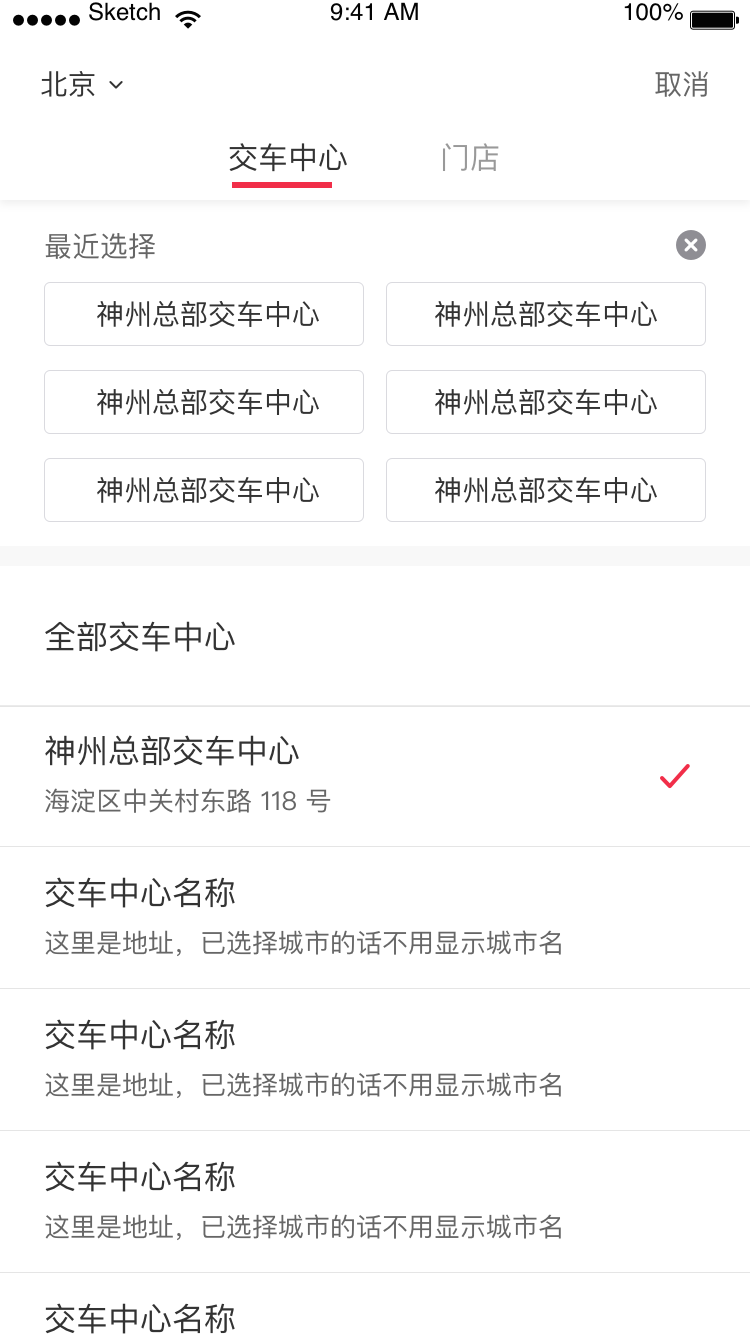 Sketch 9:41 AM 100%
北京 取消
交车中心 门店
最近选择
神州总部交车中心 神州总部交车中心
神州总部交车中心 神州总部交车中心
神州总部交车中心 神州总部交车中心
全部交车中心
神州总部交车中心
海淀区中关村东路 118 号
交车中心名称
这里是地址，已选择城市的话不用显示城市名
交车中心名称
这里是地址，已选择城市的话不用显示城市名
交车中心名称
这里是地址，已选择城市的话不用显示城市名
交车中心名称